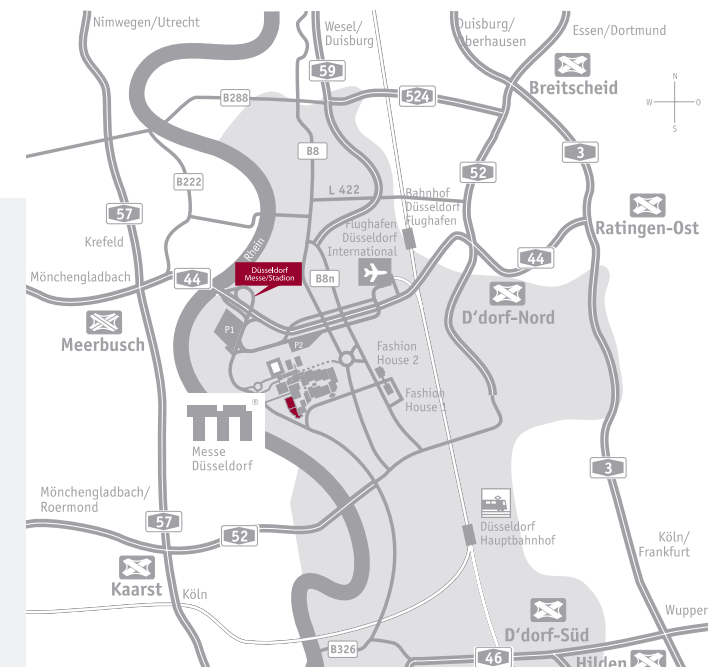 Nimwegen/Utrecht
Wesel/
Duisburg
Duisburg/
Oberhausen
Essen/Dortmund
59
Breitscheid
N
W
O
S
B288
524
B8
3
52
B222
L 422
Bahnhof
Düsseldorf
Flughafen
57
Ratingen-Ost
Krefeld
Rhein
Flughafen
Düsseldorf
International
44
Mönchengladbach
44
Düsseldorf
Messe/Stadion
B8n
D'dorf-Nord
P1
Meerbusch
P2
Fashion
House 2
Fashion
House 1
®
Messe
Düsseldorf
3
Mönchengladbach/
Roermond
57
52
Düsseldorf
Hauptbahnhof
Köln/
Frankfurt
Kaarst
Köln
Wupper
D'dorf-Süd
B326
46
Hilden